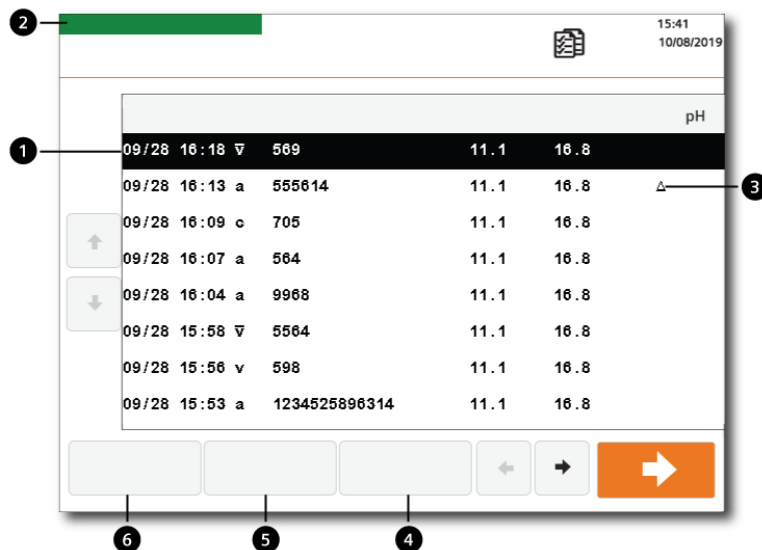 2
15:41
10/08/2019
pH
1
09/28 16:18 v̅ 569 11.1 16.8
09/28 16:13 a 555614 11.1 16.8 Δ
3
09/28 16:09 c 705 11.1 16.8
09/28 16:07 a 564 11.1 16.8
09/28 16:04 a 9968 11.1 16.8
09/28 15:58 v̅ 5564 11.1 16.8
09/28 15:56 v 598 11.1 16.8
09/28 15:53 a 1234525896314 11.1 16.8
6
5
4